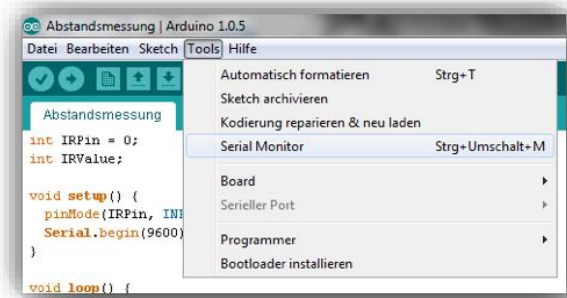 Abstandsmessung | Arduino 1.0.5
Datei Bearbeiten Sketch Tools Hilfe
Automatisch formatieren Strg+T
Sketch archivieren
Abstandsmessung
Kodierung reparieren & neu laden
int IRPin = 0;
Serial Monitor Strg+Umschalt+M
int IRValue;
Board
void setup() {
Serieller Port
pinMode(IRPin,
Serial.begin(9600)
Programmer
}
Bootloader installieren
void loop() {